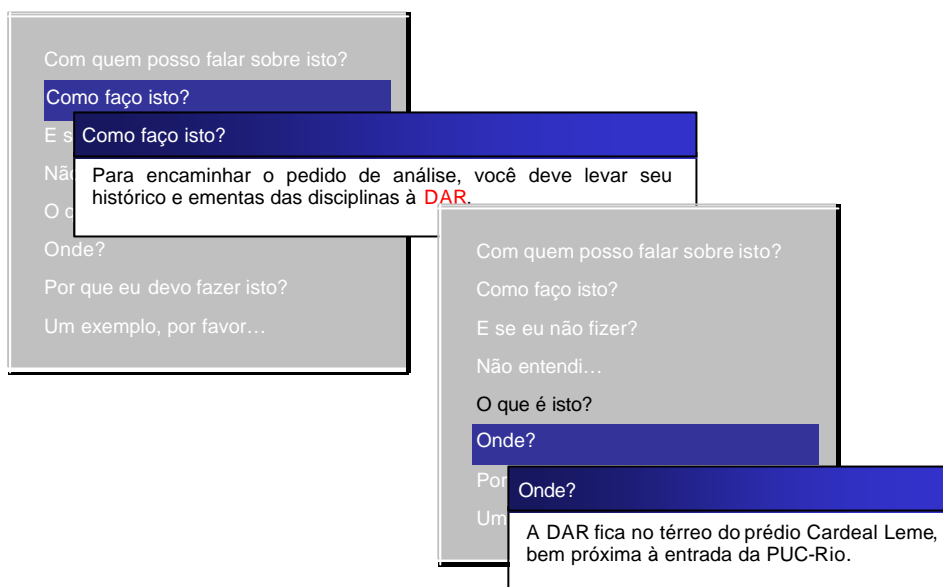 Com quem posso falar sobre isto?
Como faço isto?
E s
Como faço isto?
Nã
Para encaminhar o pedido de análise, você deve levar seu
histórico e ementas das disciplinas à DAR.
O
Onde?
Por que eu devo fazer isto?
Um exemplo, por favor…
Com quem posso falar sobre isto?
Como faço isto?
E se eu não fizer?
Não entendi…
O que é isto?
Onde?
Por
Onde?
Um
A DAR fica no térreo do prédio Cardeal Leme,
bem próxima à entrada da PUC-Rio.